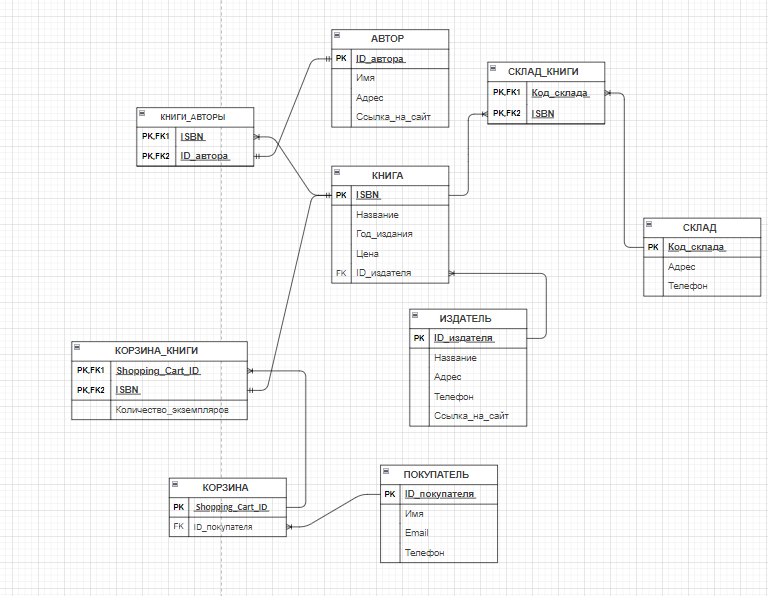 АВТОР
PK ID_автора
Имя
Адрес
Ссылка_на_сайт
СКЛАД_КНИГИ
PK,FK1 Код_склада
PK,FK2 ISBN
КНИГИ_АВТОРЫ
PK,FK1 ISBN
PK,FK2 ID_автора
КНИГА
PK ISBN
Название
Год_издания
Цена
FK ID_издателя
СКЛАД
PK Код_склада
Адрес
Телефон
ИЗДАТЕЛЬ
PK ID_издателя
Название
Адрес
Телефон
Ссылка_на_сайт
КОРЗИНА_КНИГИ
PK,FK1 Shopping_Cart_ID
PK,FK2 ISBN
Количество_экземпляров
КОРЗИНА
PK Shopping_Cart_ID
FK ID_покупателя
ПОКУПАТЕЛЬ
PK ID_покупателя
Имя
Email
Телефон